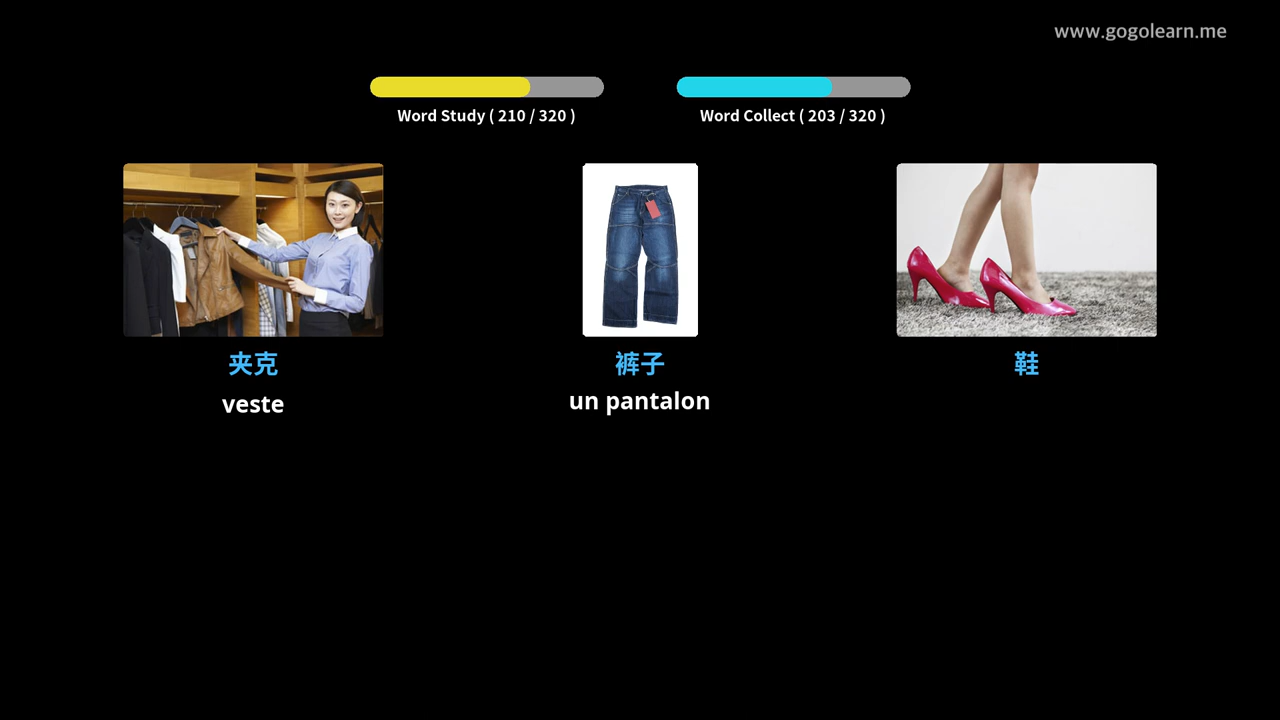 www.gogolearn.me
Word Study ( 210 / 320 )
Word Collect ( 203 / 320 )
夹克
裤子
鞋
veste
un pantalon